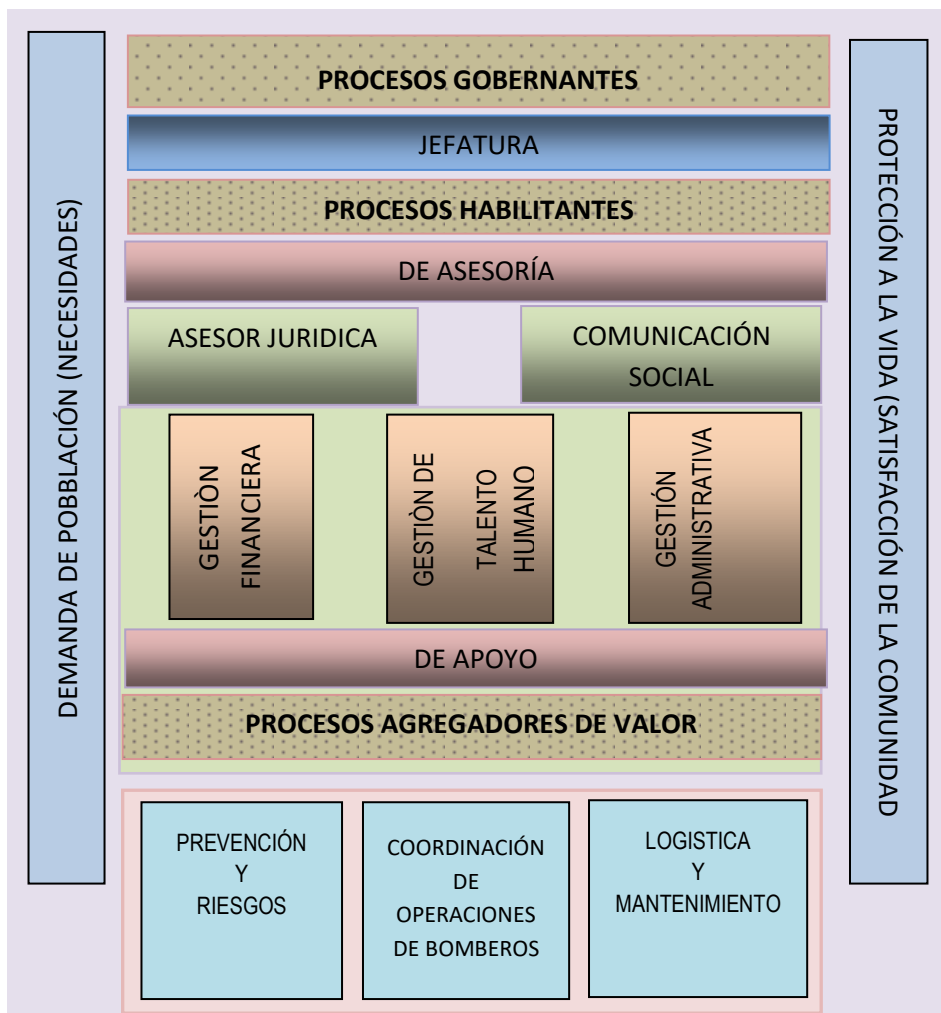 DEMANDA DE POBBLACIÓN (NECESIDADES)
PROCESOS GOBERNANTES
JEFATURA
PROCESOS HABILITANTES
DE ASESORÍA
ASESOR JURIDICA
COMUNICACIÓN
SOCIAL
GESTIÒN
FINANCIERA
GESTIÒN DE
TALENTO
HUMANO
GESTIÓN
ADMINISTRATIVA
DE APOYO
PROCESOS AGREGADORES DE VALOR
PREVENCIÓN
Y
RIESGOS
COORDINACIÓN
DE
OPERACIONES
DE BOMBEROS
LOGISTICA
Y
MANTENIMIENTO
PROTECCIÓN A LA VIDA (SATISFACCIÓN DE LA COMUNIDAD